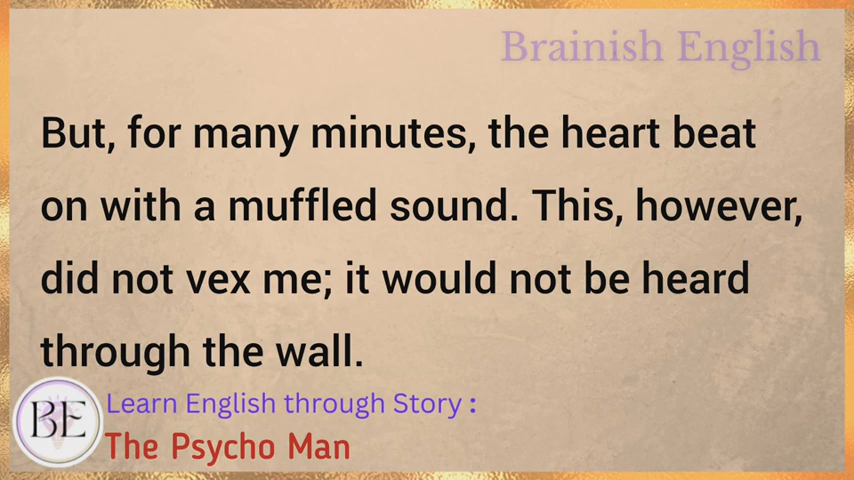 Brainish English
But, for many minutes, the heart beat
on with a muffled sound. This, however,
did not vex me; it would not be heard
through the wall.
BE
Learn English through Story :
The Psycho Man